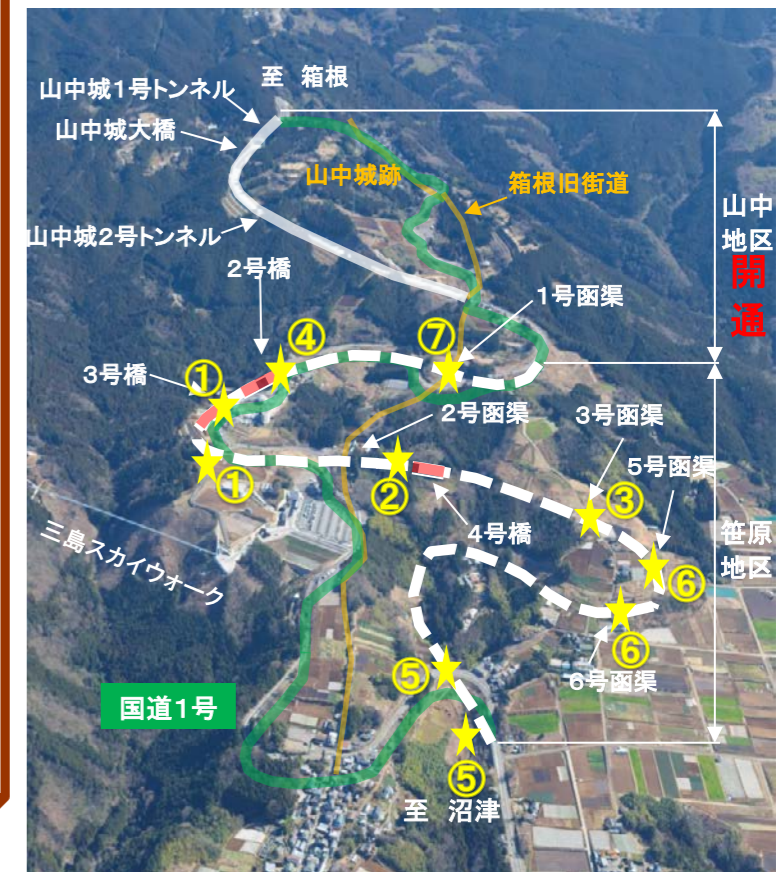 至 箱根
山中城1号トンネル
山中城大橋
山中城跡
箱根旧街道
山中
地区
開
通
山中城2号トンネル
2号橋
1号函渠
④
⑦
3号橋
①
2号函渠
3号函渠
5号函渠
①
②
③
4号橋
笹原
地区
三島スカイウォーク
⑥
⑥
⑤
6号函渠
国道1号
⑤
至 沼津